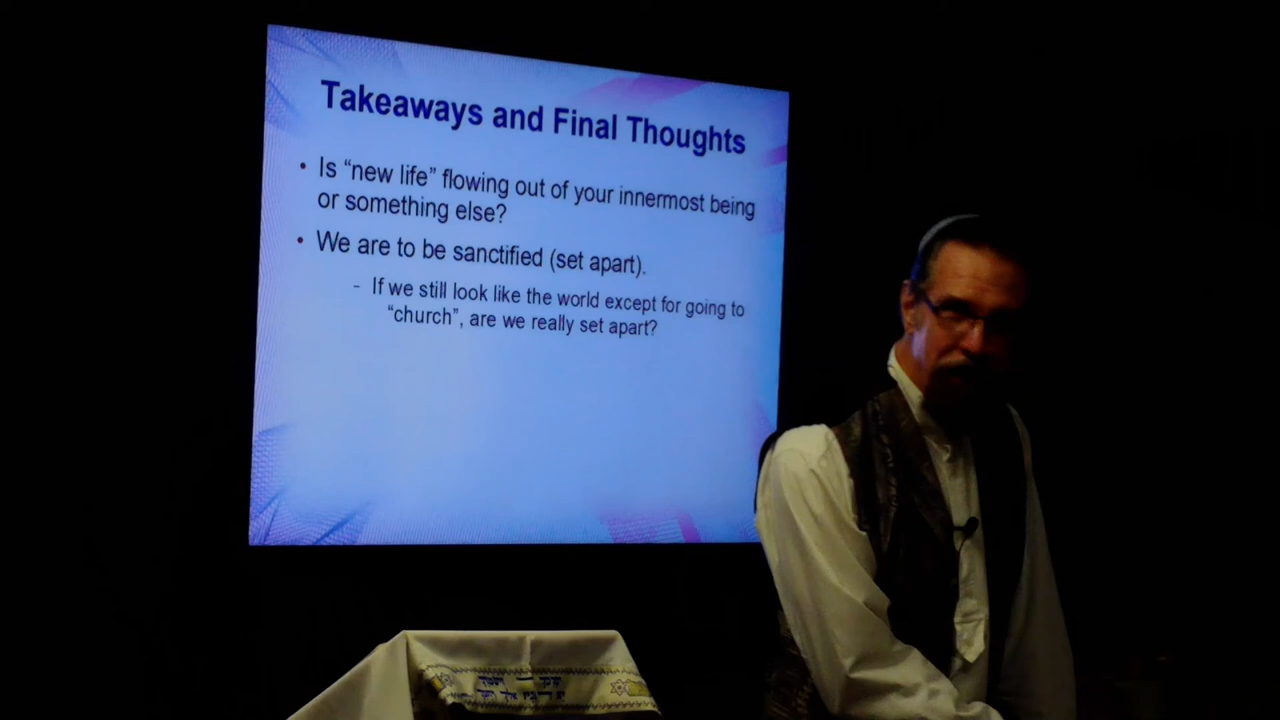 Takeaways and Final Thoughts
• Is “new life” flowing out of your innermost being
or something else?
• We are to be sanctified (set apart).
- If we still look like the world except for going to
“church”, are we really set apart?